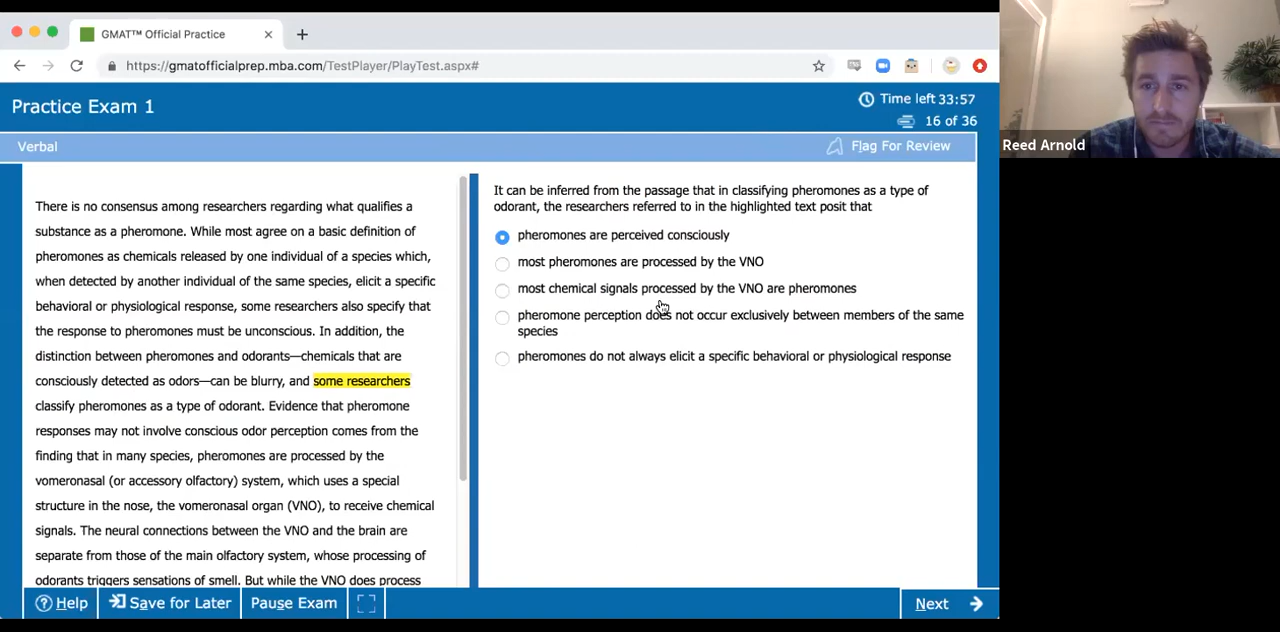 GMAT™ Official Practice
https://gmatofficialprep.mba.com/TestPlayer/PlayTest.aspx#
Practice Exam 1
Time left 33:57
16 of 36
Verbal
Flag For Review
There is no consensus among researchers regarding what qualifies a
substance as a pheromone. While most agree on a basic definition of
pheromones as chemicals released by one individual of a species which,
when detected by another individual of the same species, elicit a specific
behavioral or physiological response, some researchers also specify that
the response to pheromones must be unconscious. In addition, the
distinction between pheromones and odorants—chemicals that are
consciously detected as odors—can be blurry, and some researchers
classify pheromones as a type of odorant. Evidence that pheromone
responses may not involve conscious odor perception comes from the
finding that in many species, pheromones are processed by the
vomeronasal (or accessory olfactory) system, which uses a special
structure in the nose, the vomeronasal organ (VNO), to receive chemical
signals. The neural connections between the VNO and the brain are
separate from those of the main olfactory system, whose processing of
odorants triggers sensations of smell. But while the VNO does process
It can be inferred from the passage that in classifying pheromones as a type of
odorant, the researchers referred to in the highlighted text posit that
pheromones are perceived consciously
most pheromones are processed by the VNO
most chemical signals processed by the VNO are pheromones
pheromone perception does not occur exclusively between members of the same
species
pheromones do not always elicit a specific behavioral or physiological response
Help
Save for Later
Pause Exam
Next
Reed Arnold